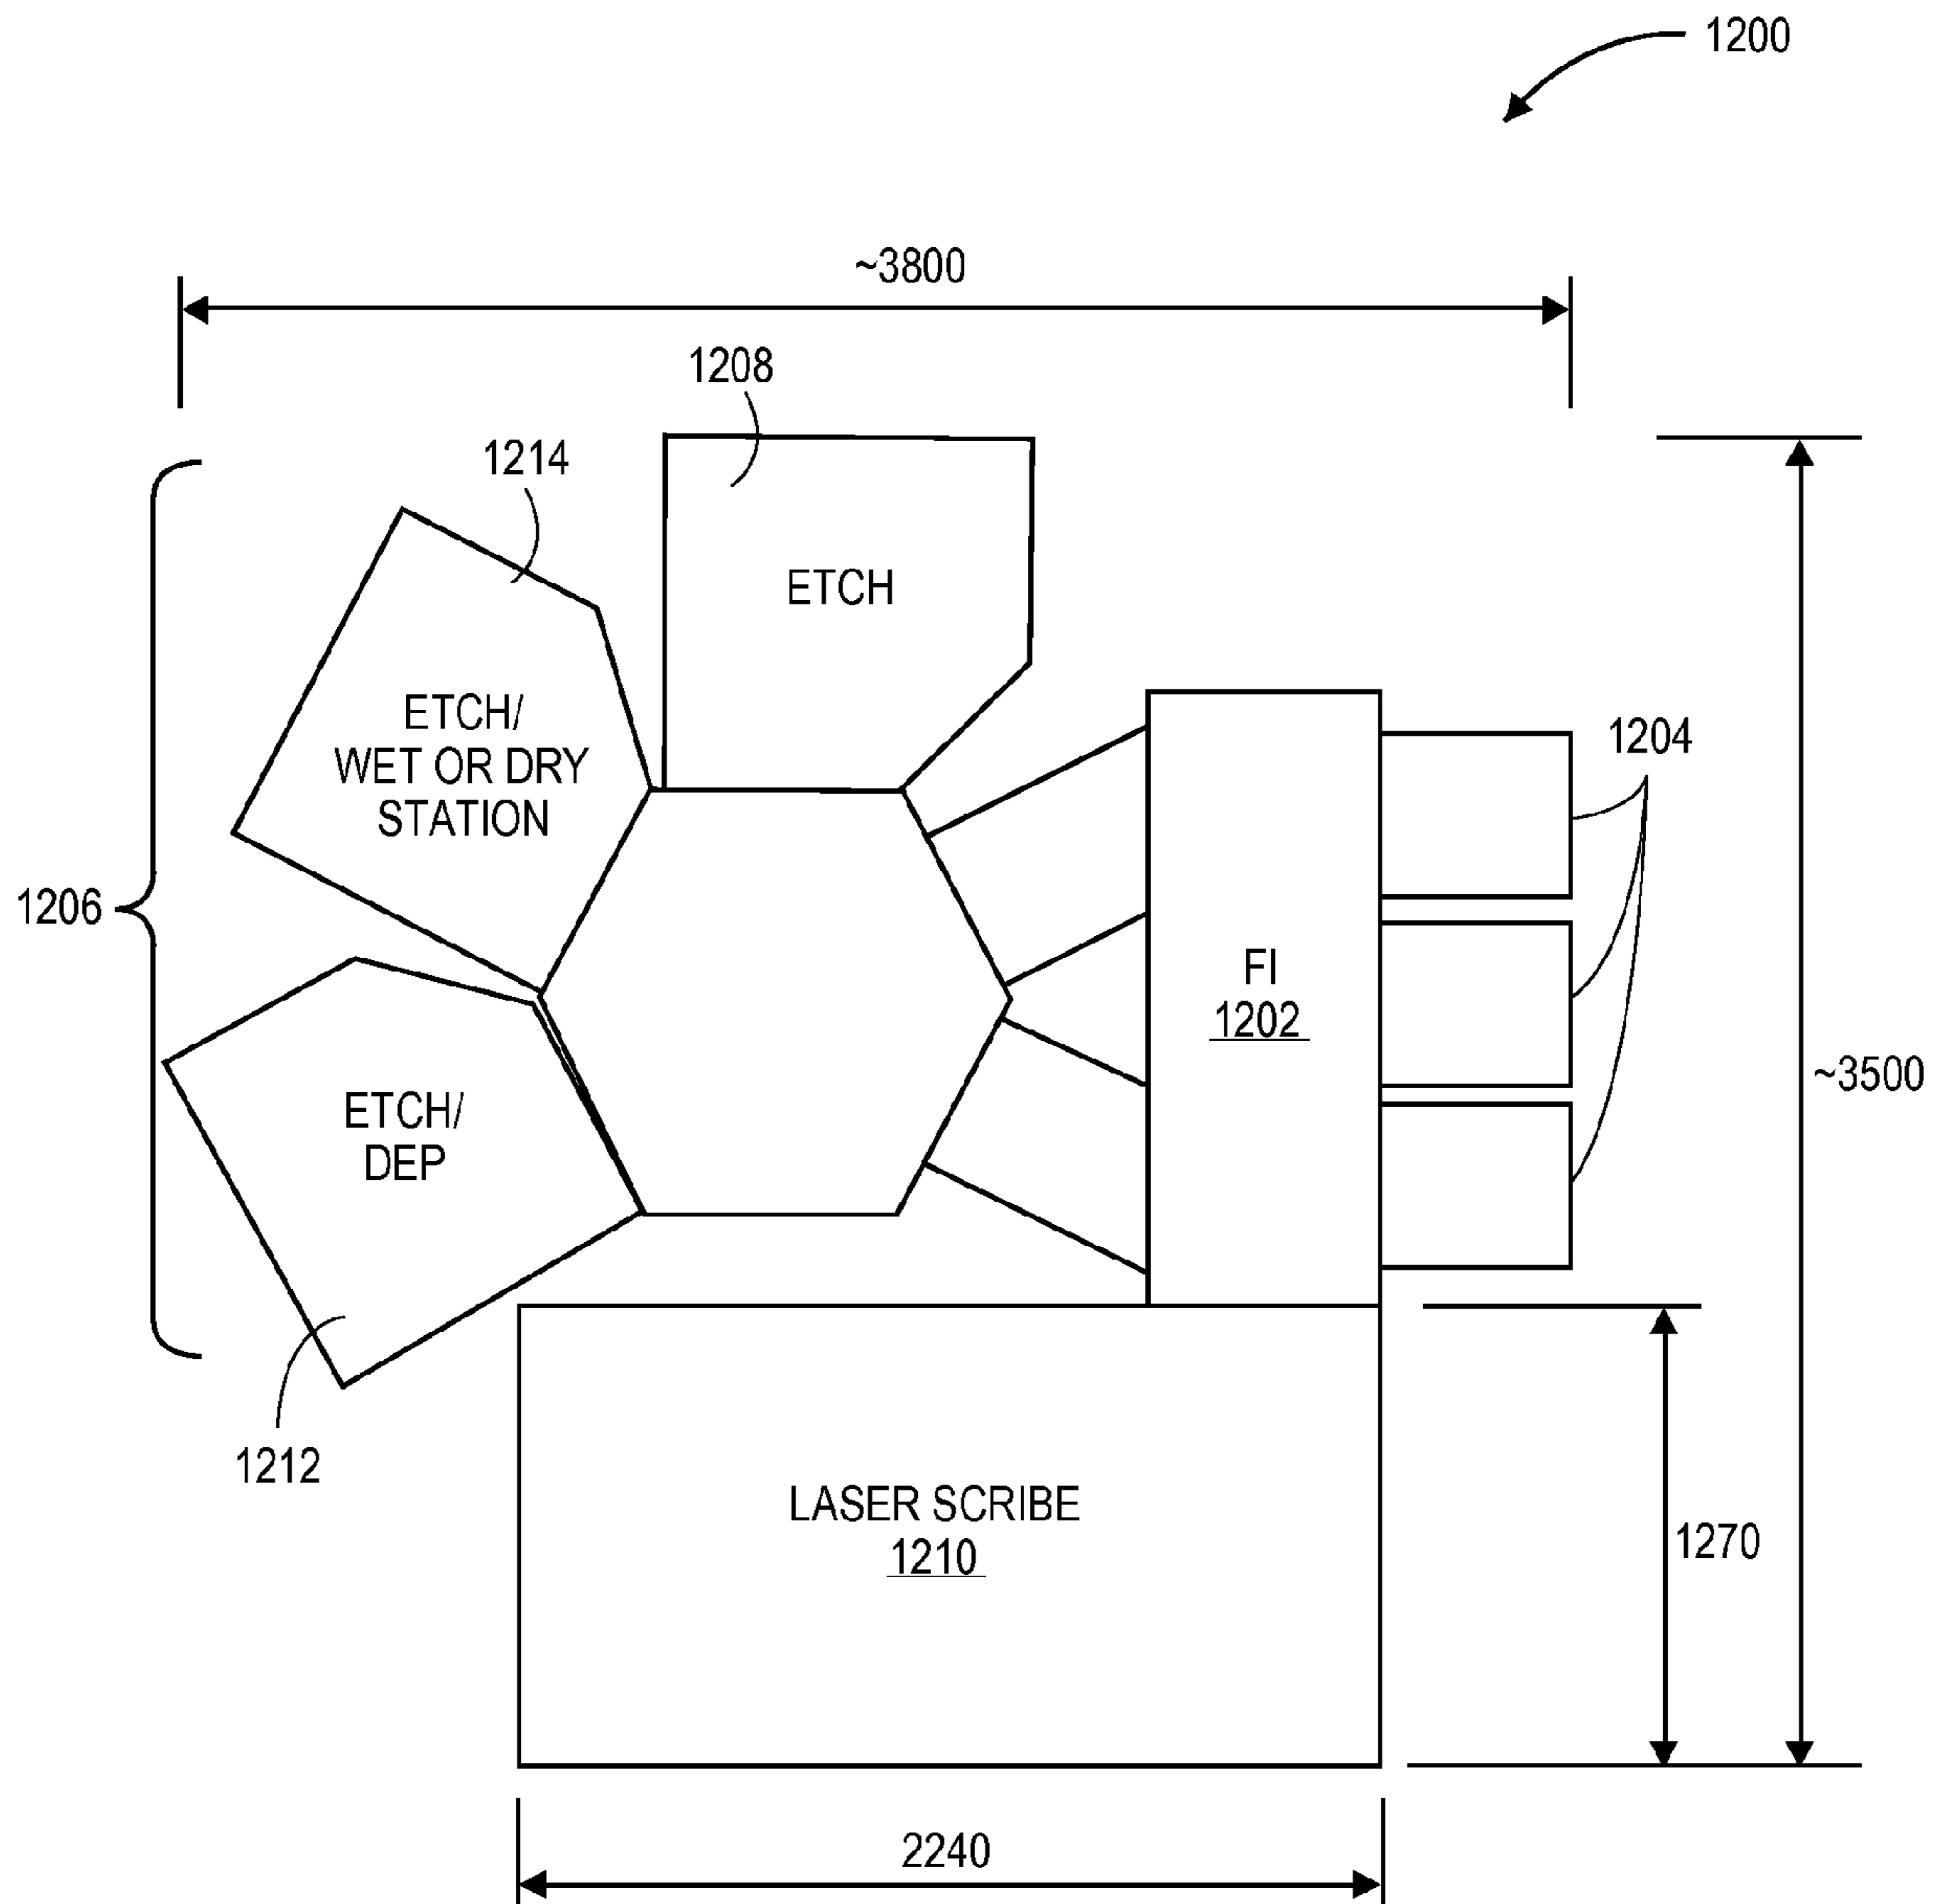 1200
~3800
1208
1214
ETCH
ETCH/
WET OR DRY
STATION
1204
1206
FI
1202
~3500
ETCH/
DEP
1212
LASER SCRIBE
1210
1270
2240